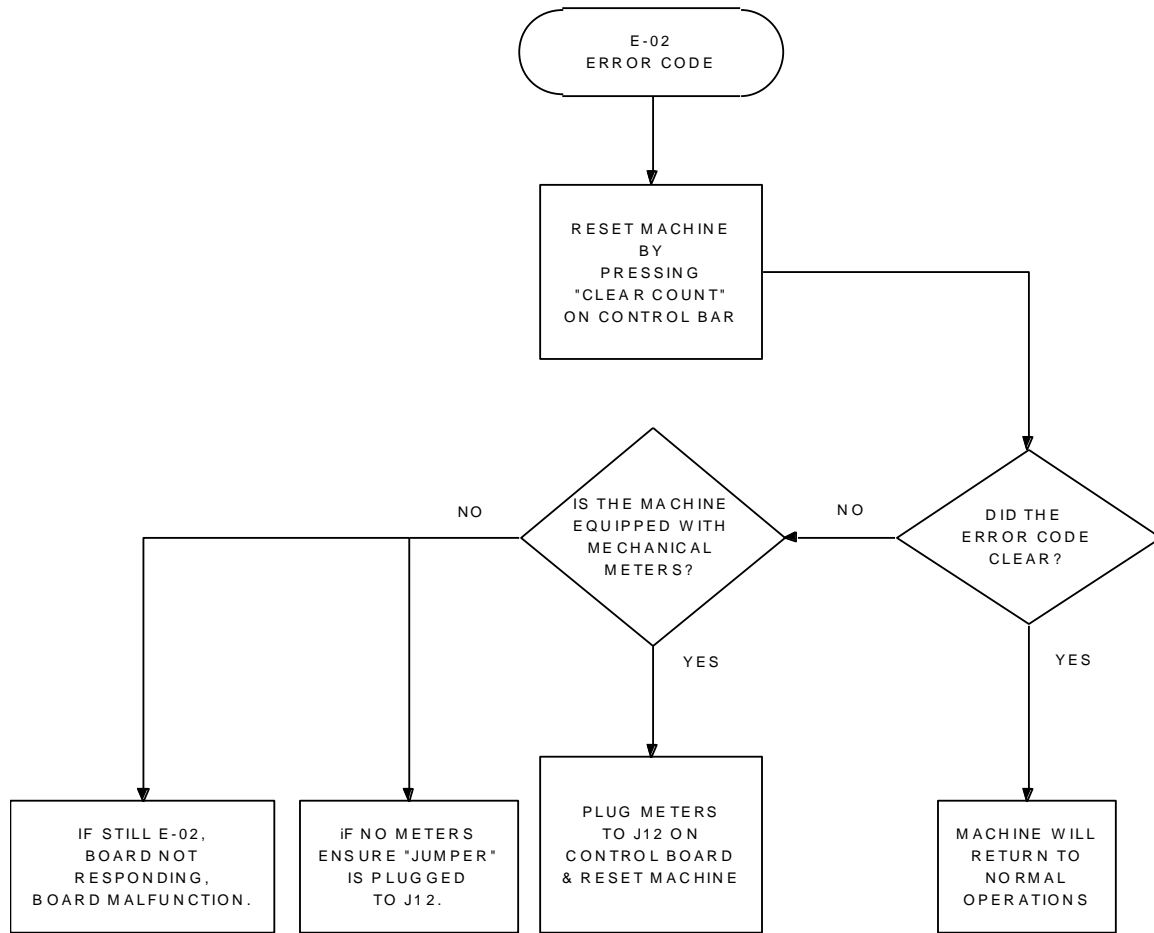 E-02
ERROR CODE
RESET MACHINE
BY
PRESSING
"CLEAR COUNT"
ON CONTROL BAR
DID THE
ERROR CODE
CLEAR?
NO
YES
IS THE MACHINE
EQUIPPED WITH
MECHANICAL
METERS?
NO
YES
IF STILL E-02,
BOARD NOT
RESPONDING,
BOARD MALFUNCTION.
iF NO METERS
ENSURE "JUMPER"
IS PLUGGED
TO J12.
PLUG METERS
TO J12 ON
CONTROL BOARD
& RESET MACHINE
MACHINE WILL
RETURN TO
NORMAL
OPERATIONS